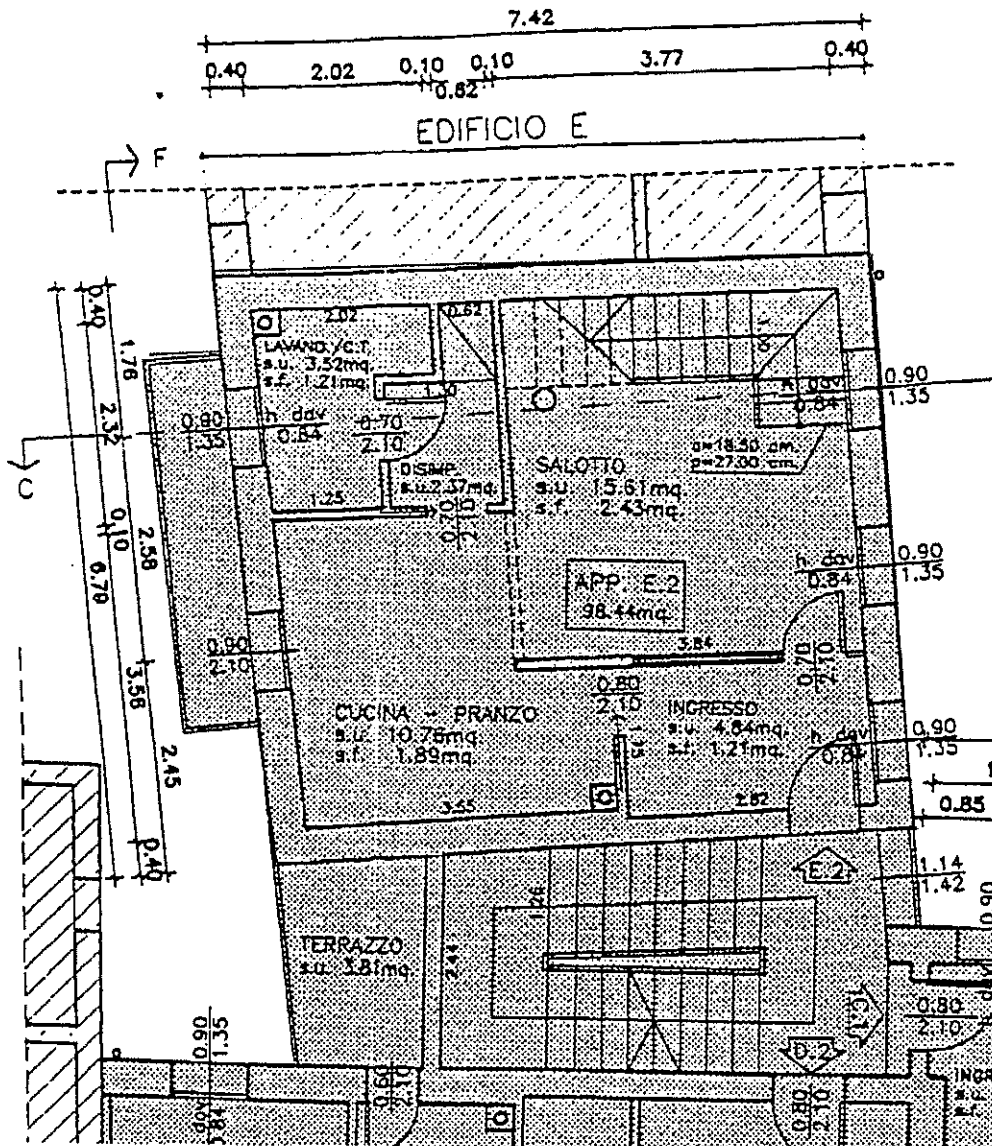 7.42
0.40 2.02 0.10 0.62 0.10 3.77 0.40
EDIFICIO E
F
C
0.40
1.76
2.32
0.10
6.79
2.58
3.56
2.45
0.40
2.02
0.62
LAVAND./C.T.
s.u. 3.52mq.
s.f. 1.21mq.
1.10
0.90
1.35
h dav
0.84
0.70
2.10
DISIMP.
s.u.2.37mq.
1.25
0.70
2.10
SALOTTO
s.u. 15.61mq.
s.f. 2.43mq.
h dav
0.84
0.90
1.35
a=18.50 cm.
p=27.00 cm.
APP. E.2
98.44mq.
h dav
0.84
0.90
1.35
3.84
0.70
2.10
0.90
2.10
CUCINA - PRANZO
s.u. 10.76mq.
s.f. 1.89mq.
0.80
2.10
1.15
INGRESSO
s.u. 4.84mq.
s.f. 1.21mq.
h dav
0.84
0.90
1.35
3.55
2.82
0.85
E.2
1.14
1.42
1.26
2.44
TERRAZZO
s.u. 3.81mq.
C.1
D.2
0.80
2.10
0.90
1.35
0.84
0.60
2.10
0.80
2.10